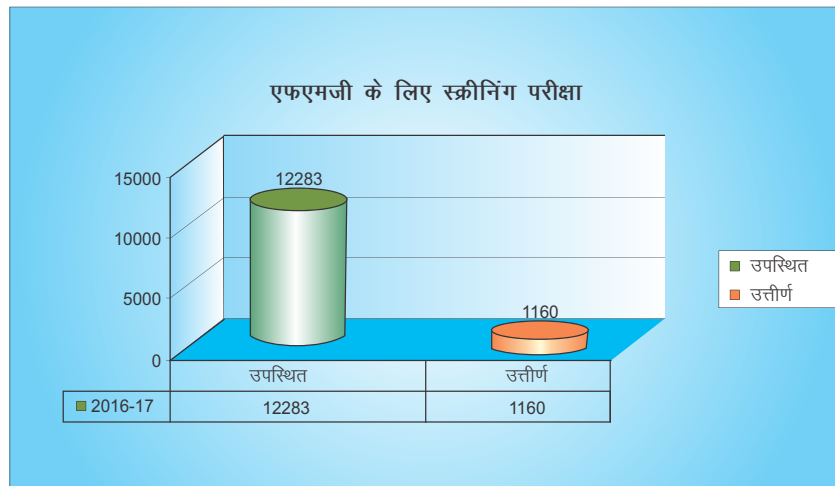 एफएमजी के लिए स्क्रीनिंग परीक्षा
15000
10000
5000
0
12283
1160
उपस्थित
उत्तीर्ण
उपस्थित उत्तीर्ण
2016-17 12283 1160